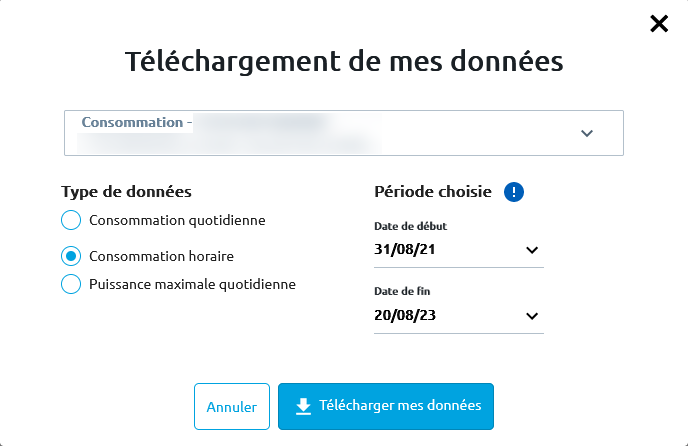 Téléchargement de mes données
Consommation -
Type de données
Consommation quotidienne
Consommation horaire
Puissance maximale quotidienne
Période choisie !
Date de début
31/08/21
Date de fin
20/08/23
Annuler
Télécharger mes données